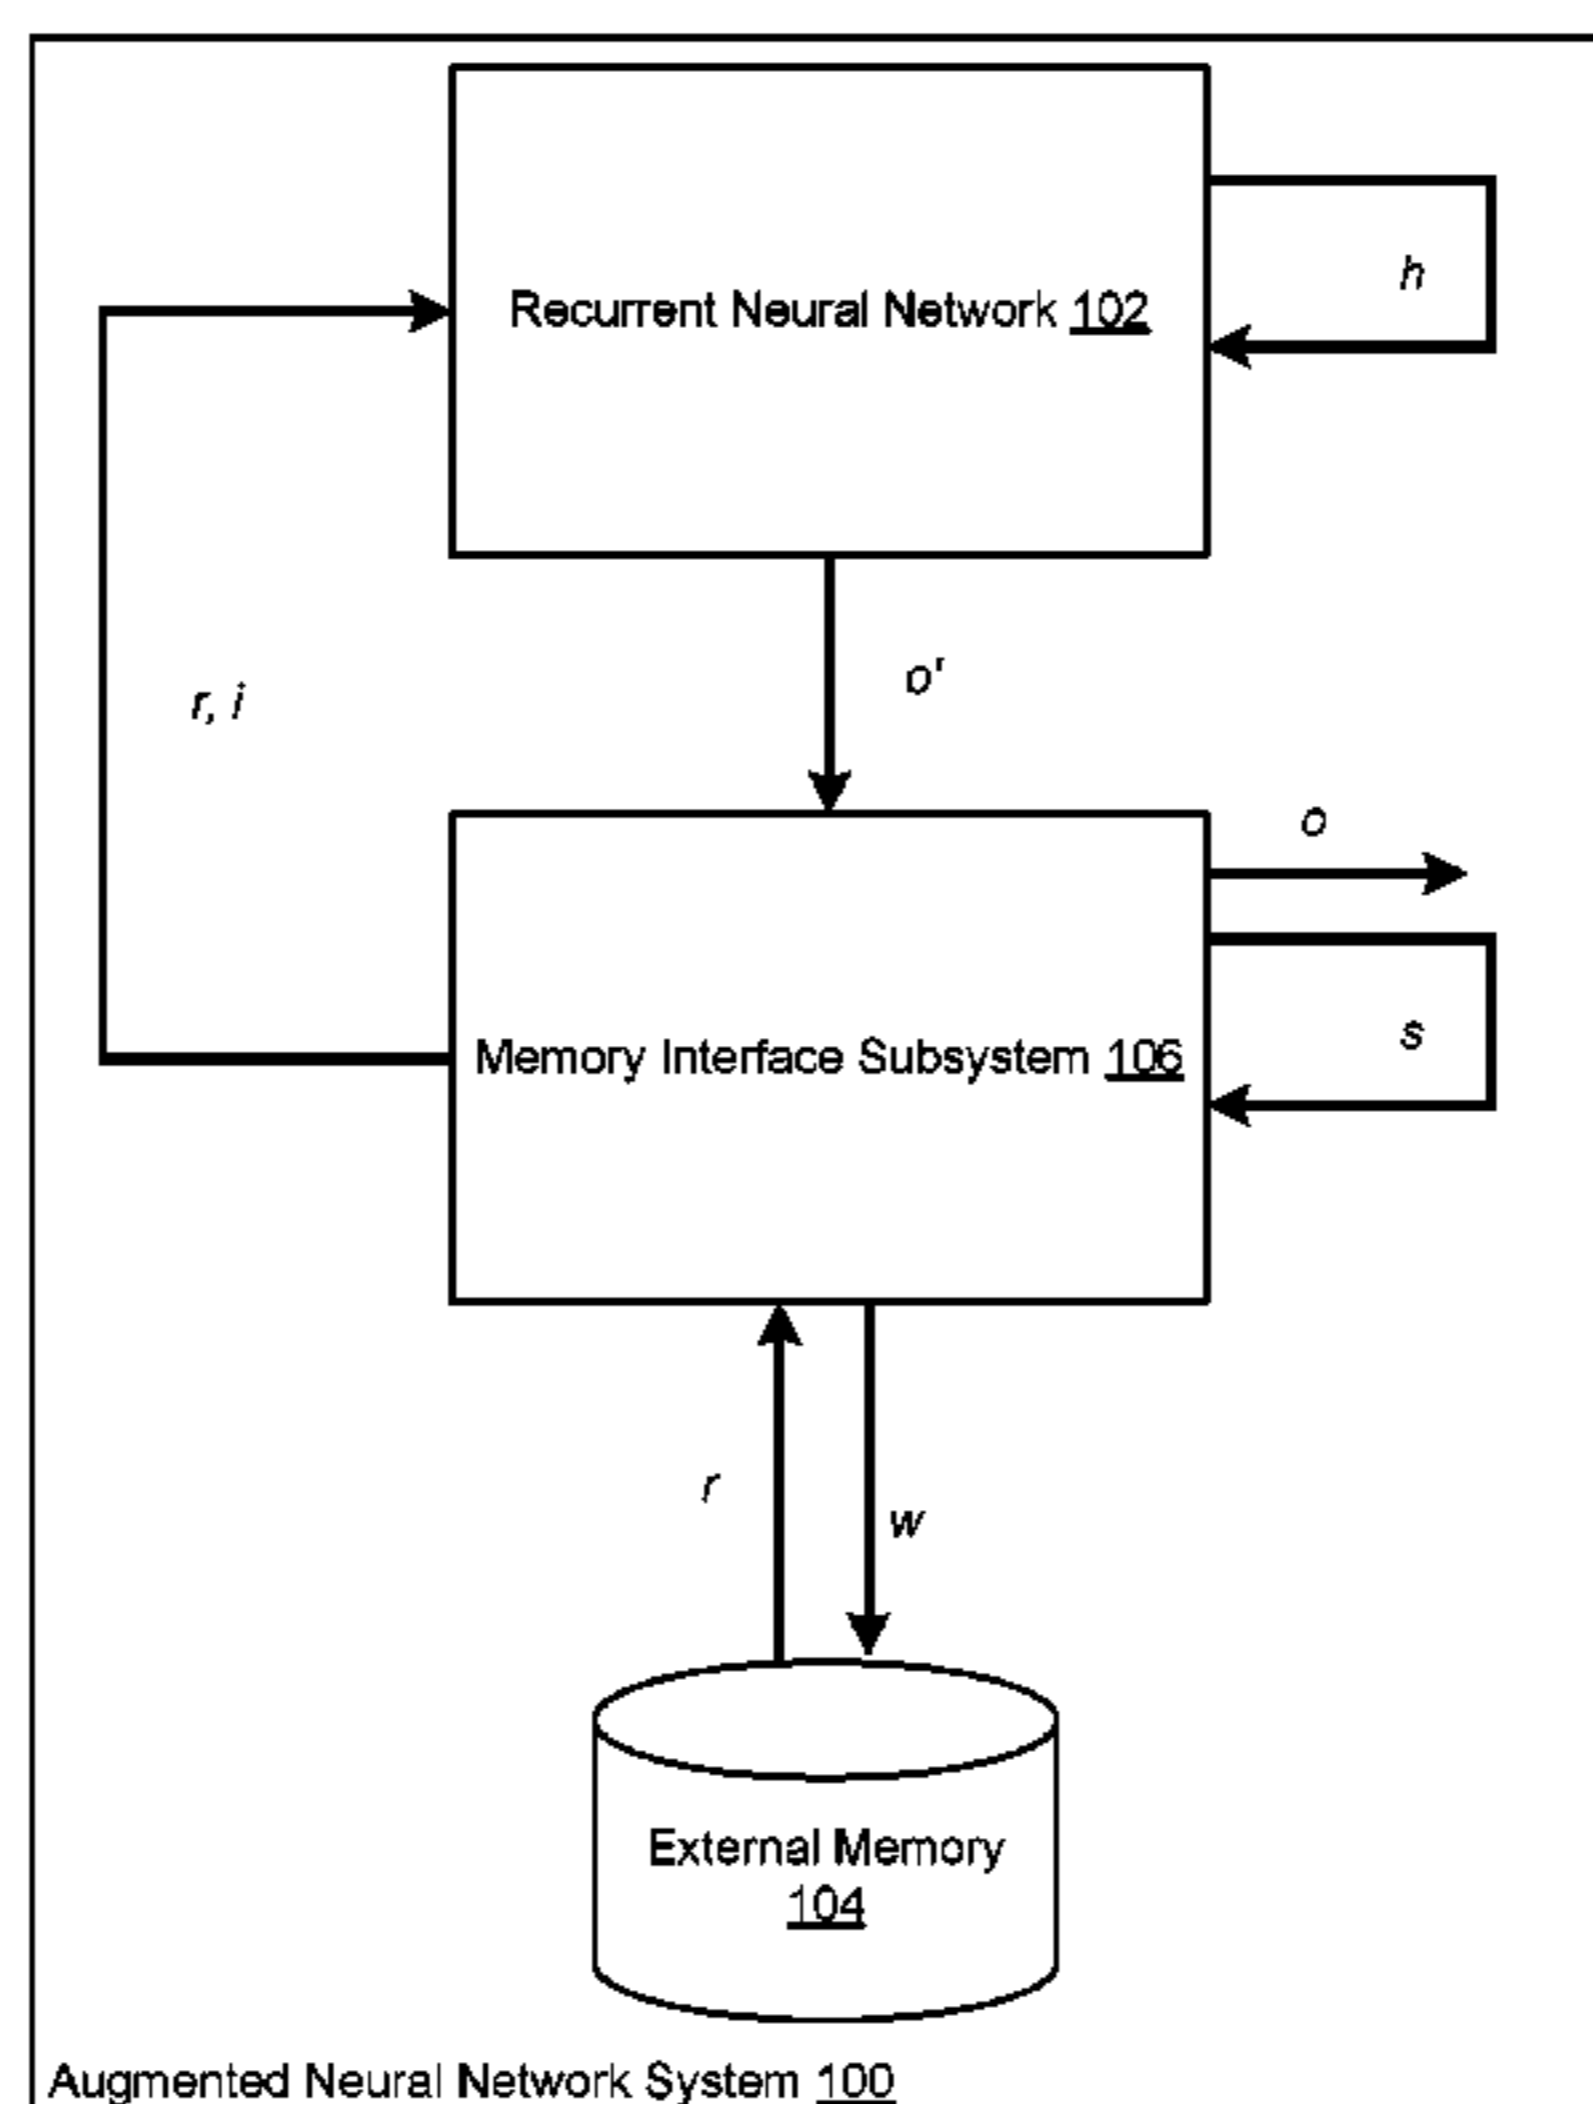 Recurrent Neural Network 102
h
r, i
o'
o
Memory Interface Subsystem 106
s
r
w
External Memory
104
Augmented Neural Network System 100